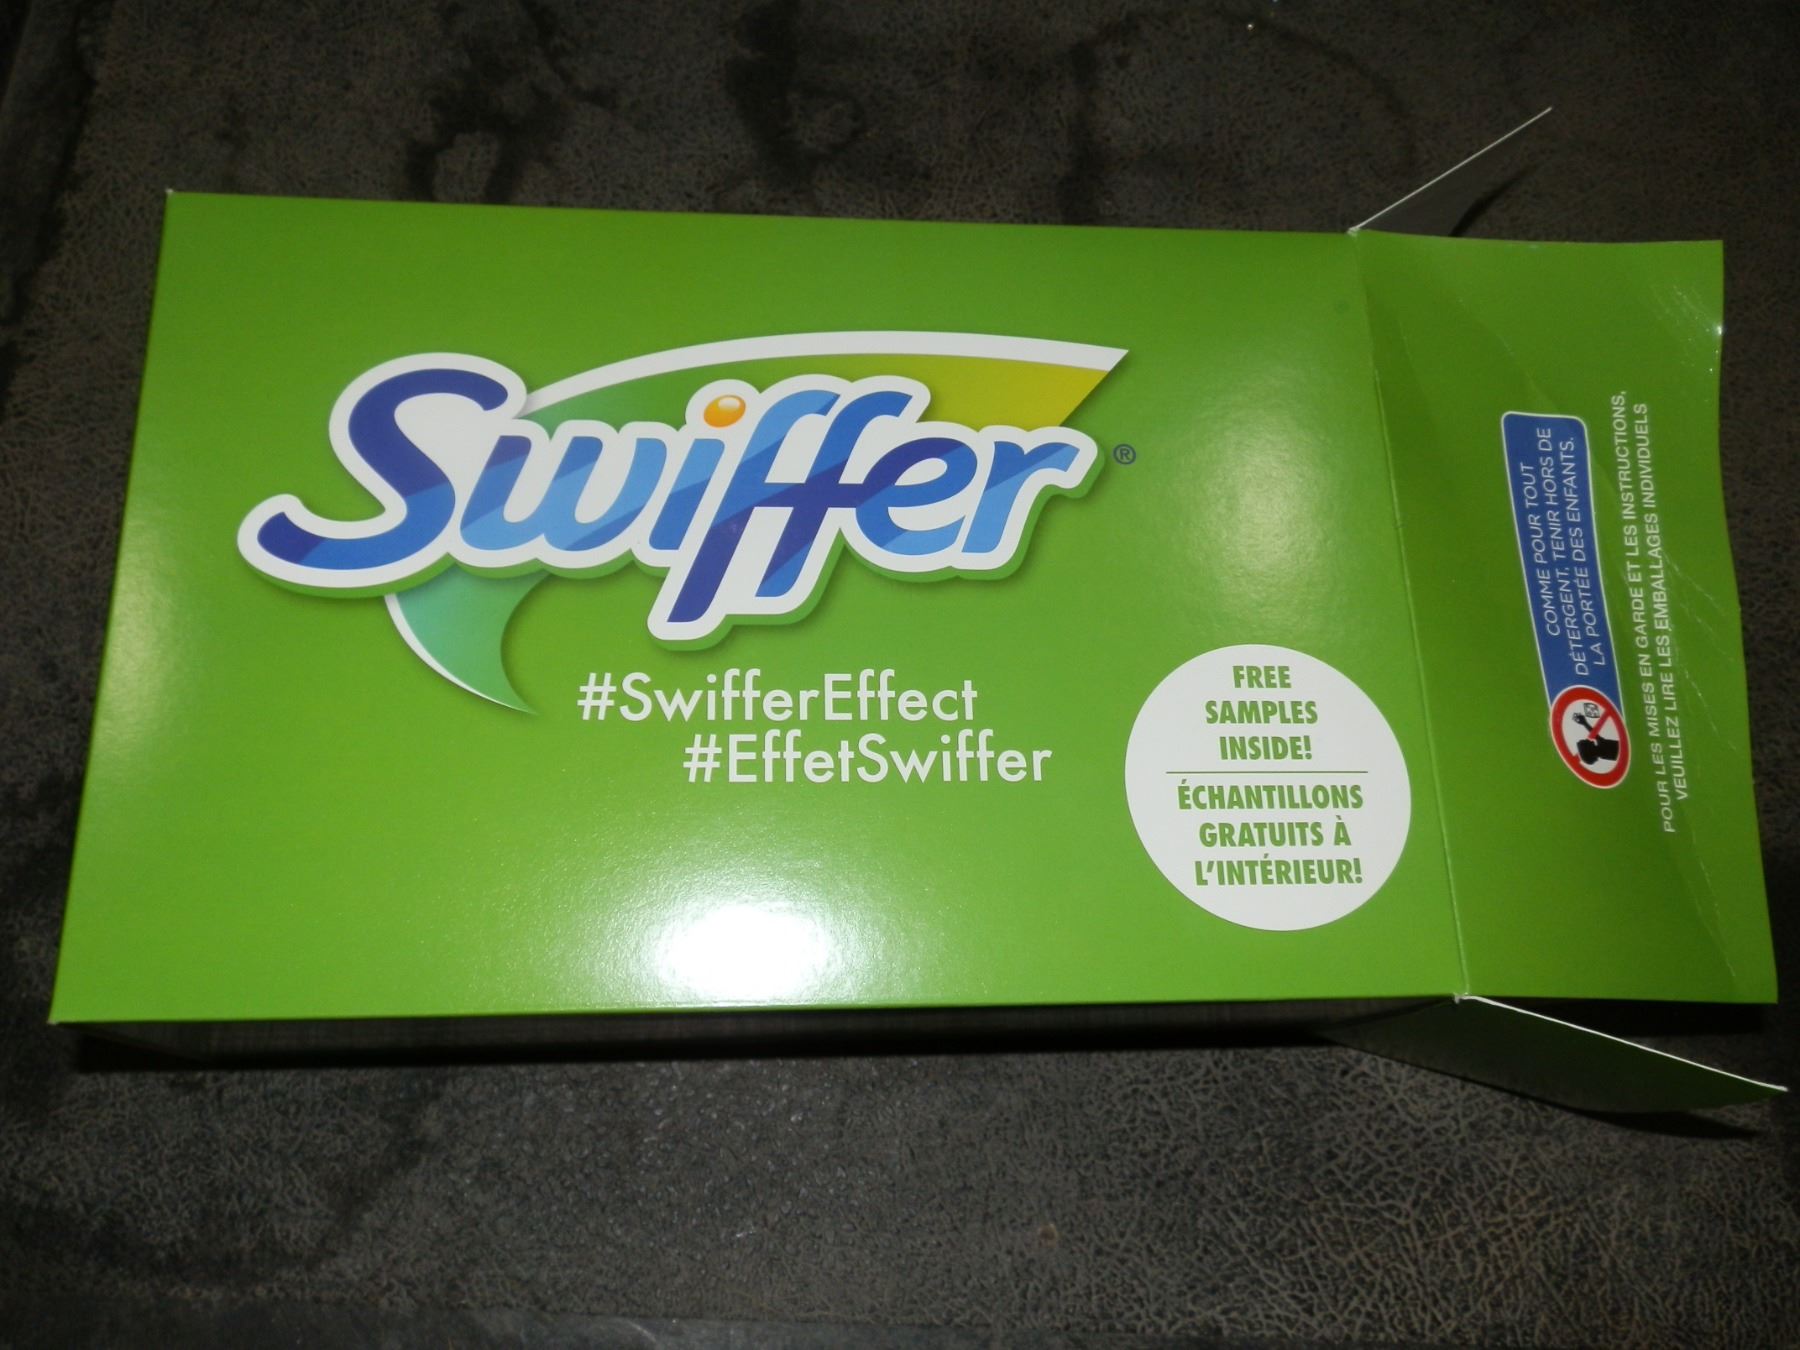 Swiffer®
#SwifferEffect
#EffetSwiffer
FREE
SAMPLES
INSIDE!
ÉCHANTILLONS
GRATUITS À
L'INTÉRIEUR!
COMME POUR TOUT
DÉTERGENT, TENIR HORS DE
LA PORTÉE DES ENFANTS.
POUR LES MISES EN GARDE ET LES INSTRUCTIONS,
VEUILLEZ LIRE LES EMBALLAGES INDIVIDUELS